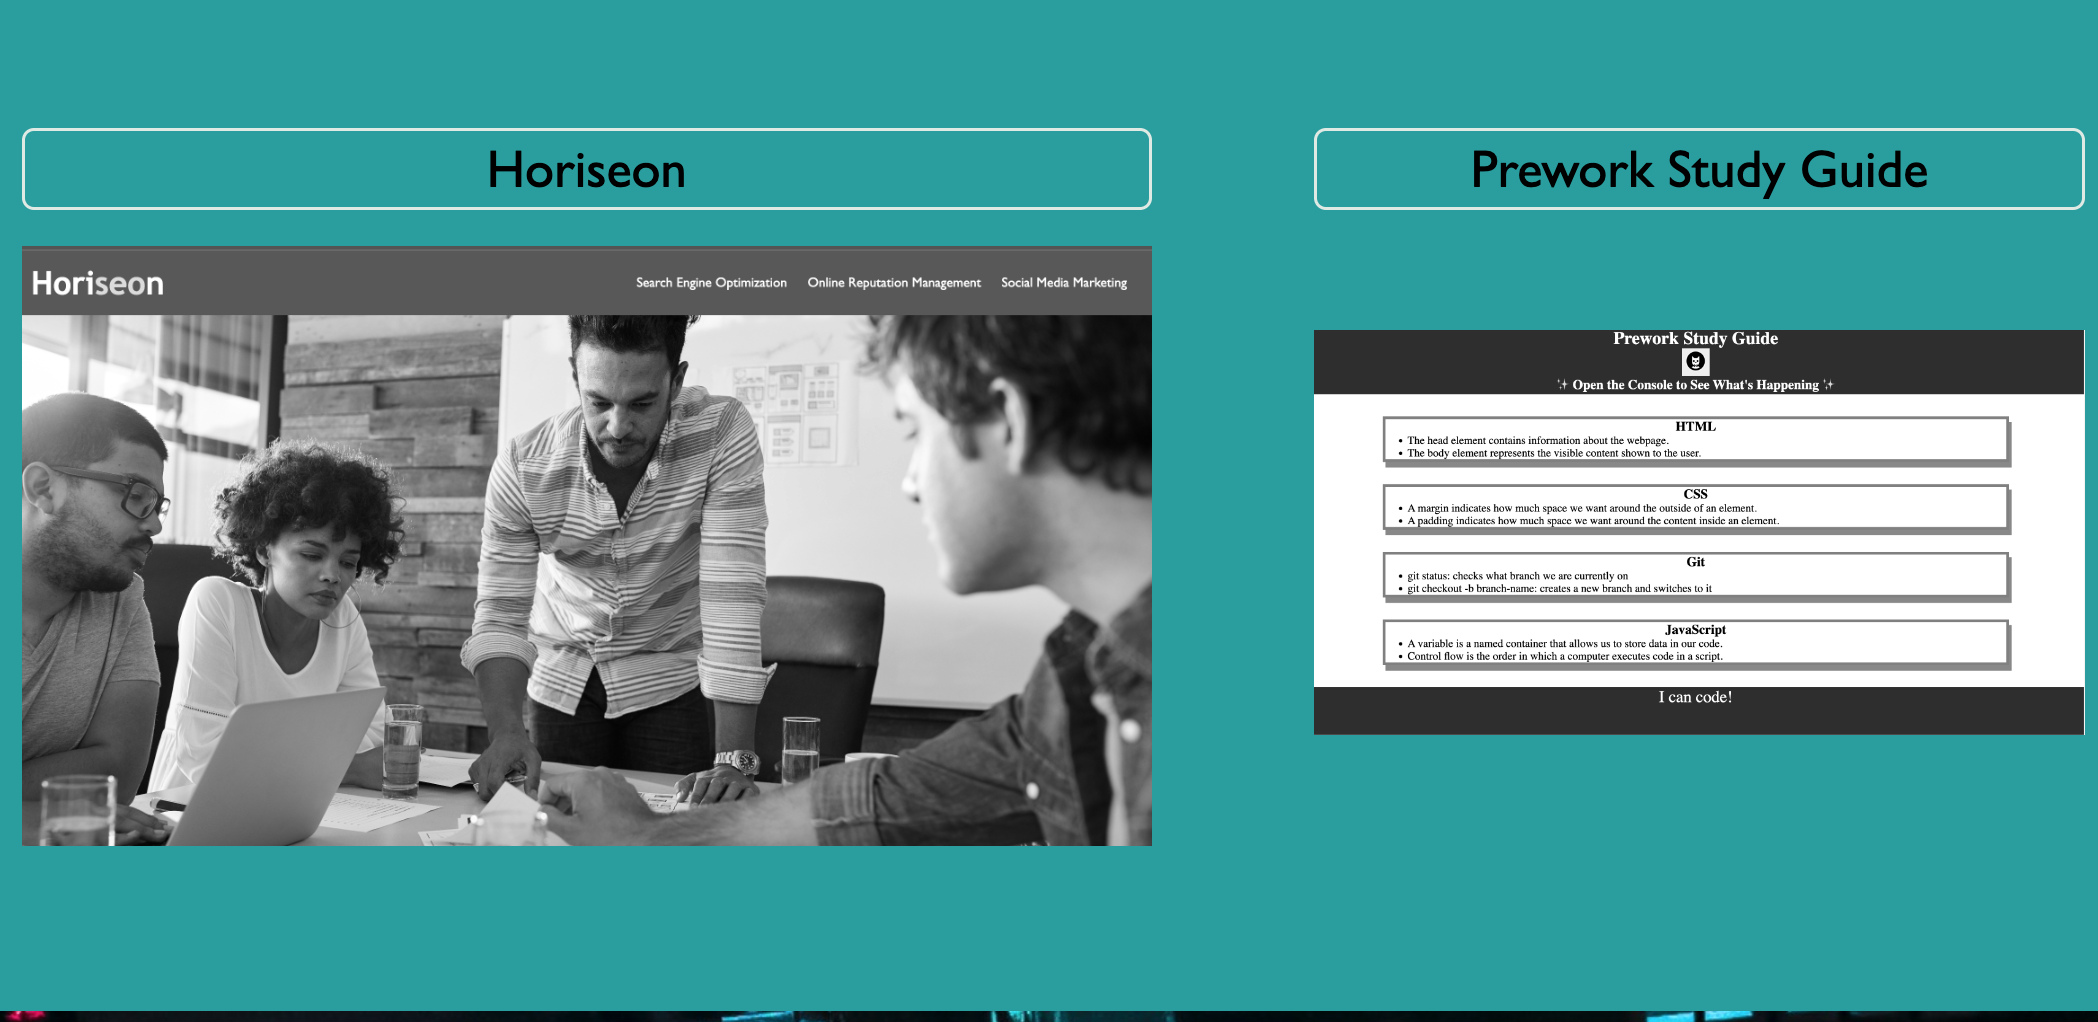 Horiseon
Horiseon
Search Engine Optimization Online Reputation Management Social Media Marketing
Prework Study Guide
Prework Study Guide
✨ Open the Console to See What's Happening ✨
HTML
• The head element contains information about the webpage.
• The body element represents the visible content shown to the user.
CSS
• A margin indicates how much space we want around the outside of an element.
• A padding indicates how much space we want around the content inside an element.
Git
• git status: checks what branch we are currently on
• git checkout -b branch-name: creates a new branch and switches to it
JavaScript
• A variable is a named container that allows us to store data in our code.
• Control flow is the order in which a computer executes code in a script.
I can code!